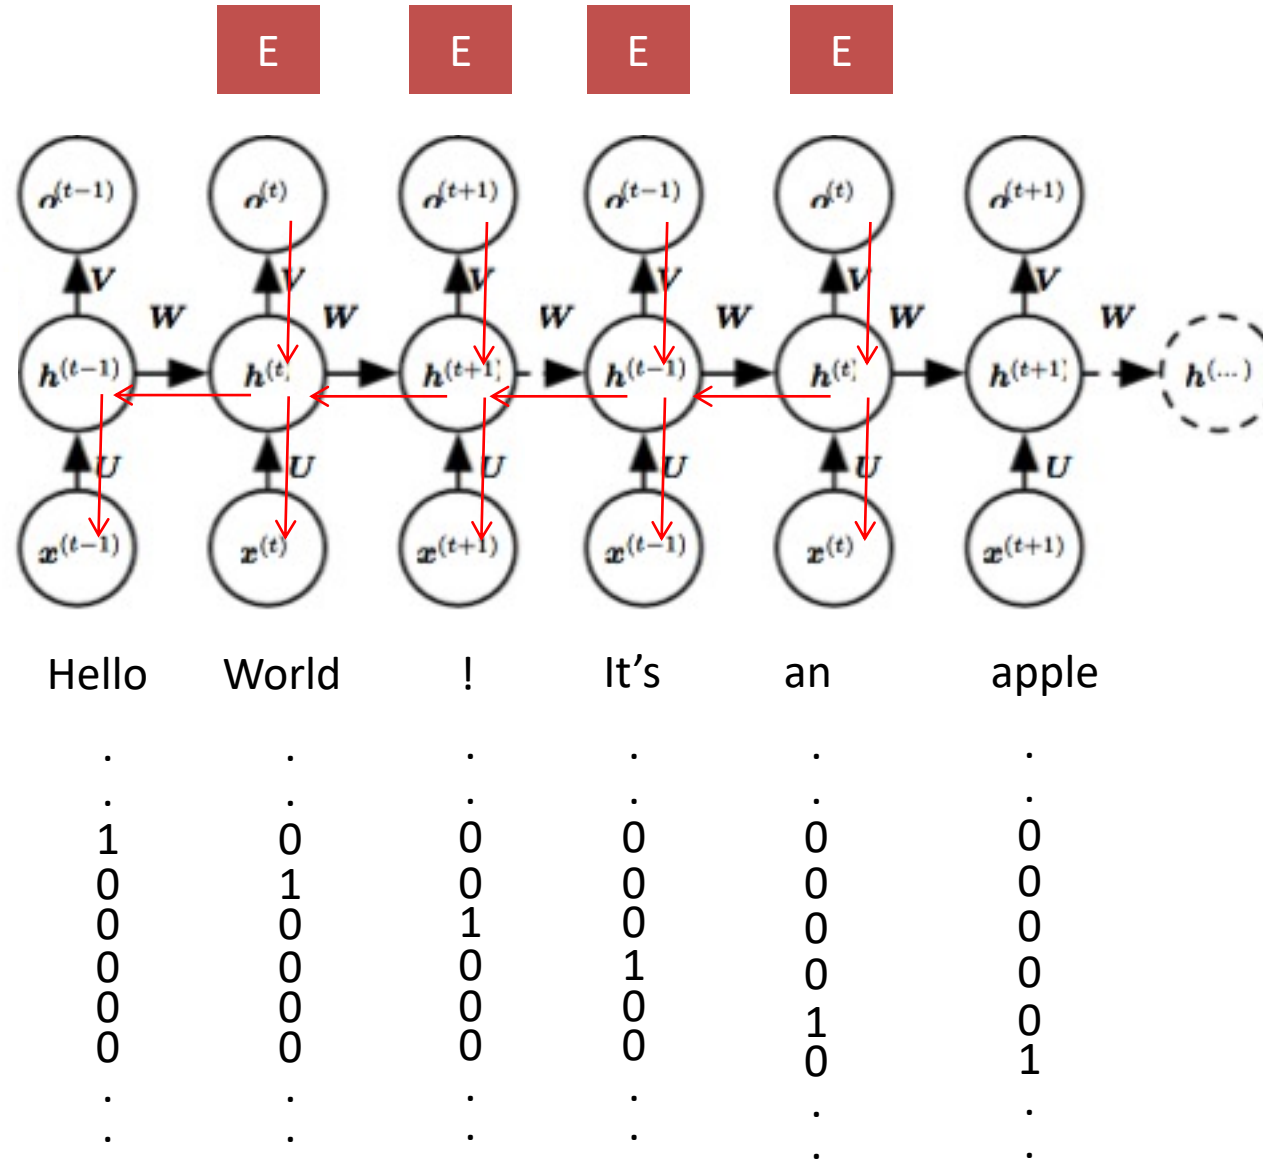 E E E E
o(t−1) o(t) o(t+1) o(t−1) o(t) o(t+1)
V V V V V V
W W W W W W
h(t−1) h(t) h(t+1) h(t−1) h(t) h(t+1) h(...)
U U U U U U
x(t−1) x(t) x(t+1) x(t−1) x(t) x(t+1)
Hello World ! It’s an apple
. . . . . .
. . . . . .
1 0 0 0 0 0
0 1 0 0 0 0
0 0 1 0 0 0
0 0 0 1 0 0
0 0 0 0 1 0
0 0 0 0 0 1
. . . . . .
. . . . . .